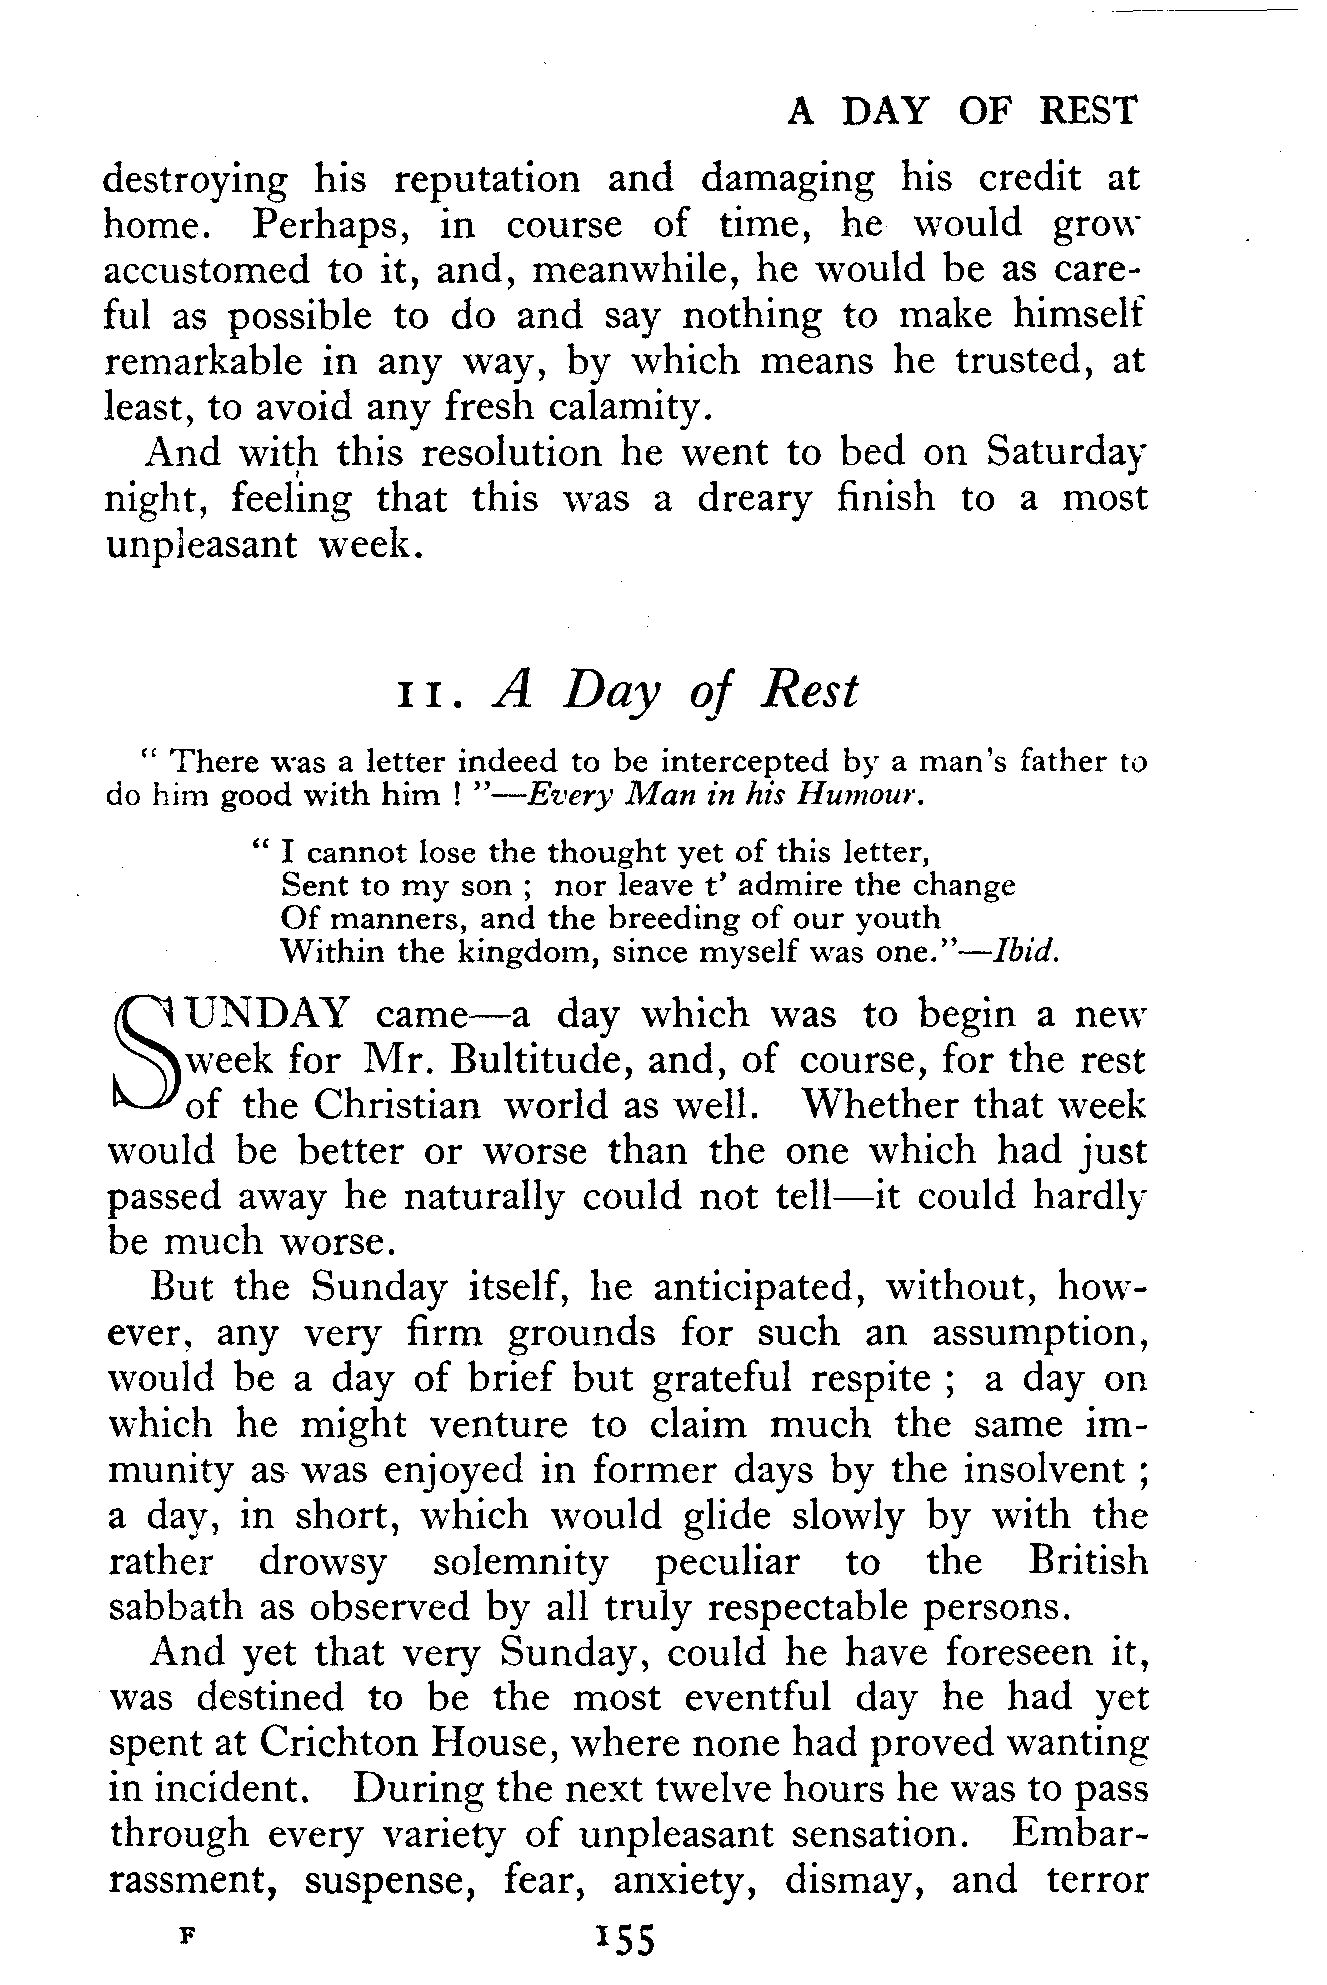 A DAY OF REST
destroying his reputation and damaging his credit at
home. Perhaps, in course of time, he would grow
accustomed to it, and, meanwhile, he would be as care-
ful as possible to do and say nothing to make himself
remarkable in any way, by which means he trusted, at
least, to avoid any fresh calamity.
And with this resolution he went to bed on Saturday
night, feeling that this was a dreary finish to a most
unpleasant week.
11. A Day of Rest
“ There was a letter indeed to be intercepted by a man's father to
do him good with him ! ”—Every Man in his Humour.
“ I cannot lose the thought yet of this letter,
Sent to my son ; nor leave t' admire the change
Of manners, and the breeding of our youth
Within the kingdom, since myself was one.”—Ibid.
SUNDAY came—a day which was to begin a new
week for Mr. Bultitude, and, of course, for the rest
of the Christian world as well. Whether that week
would be better or worse than the one which had just
passed away he naturally could not tell—it could hardly
be much worse.
But the Sunday itself, he anticipated, without, how-
ever, any very firm grounds for such an assumption,
would be a day of brief but grateful respite ; a day on
which he might venture to claim much the same im-
munity as was enjoyed in former days by the insolvent ;
a day, in short, which would glide slowly by with the
rather drowsy solemnity peculiar to the British
sabbath as observed by all truly respectable persons.
And yet that very Sunday, could he have foreseen it,
was destined to be the most eventful day he had yet
spent at Crichton House, where none had proved wanting
in incident. During the next twelve hours he was to pass
through every variety of unpleasant sensation. Embar-
rassment, suspense, fear, anxiety, dismay, and terror
F 155